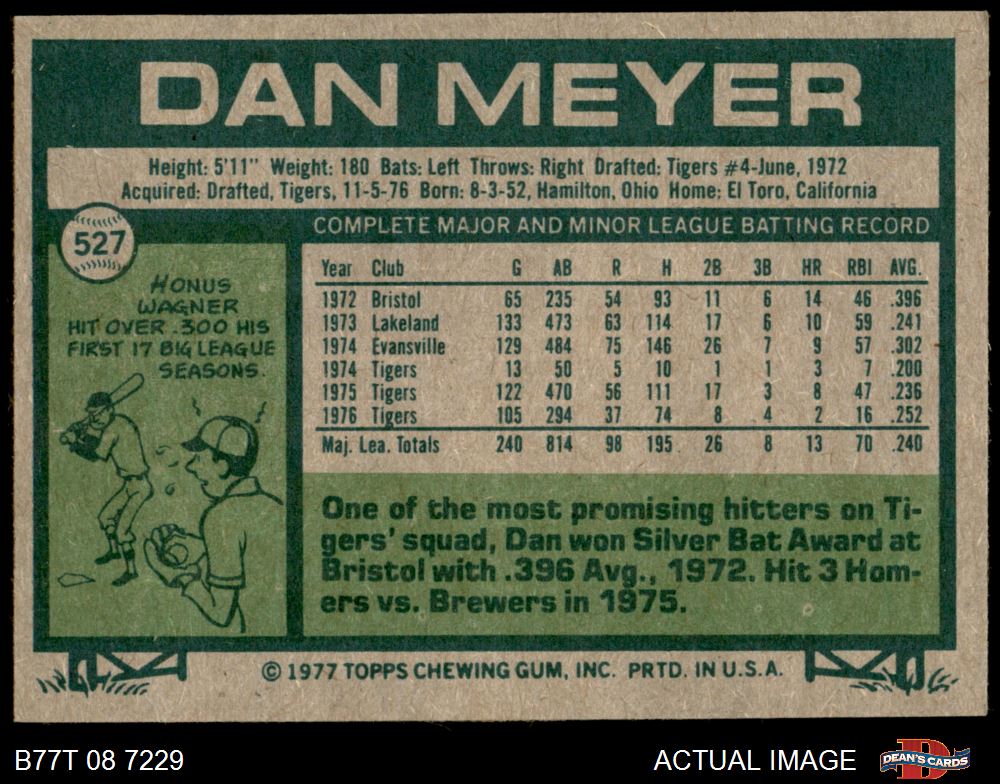 DAN MEYER
Height: 5'11" Weight: 180 Bats: Left Throws: Right Drafted: Tigers #4-June, 1972
Acquired: Drafted, Tigers, 11-5-76 Born: 8-3-52, Hamilton, Ohio Home: El Toro, California
527
HONUS
WAGNER
HIT OVER .300 HIS
FIRST 17 BIG LEAGUE
SEASONS.
COMPLETE MAJOR AND MINOR LEAGUE BATTING RECORD
Year Club G AB R H 2B 3B HR RBI AVG.
1972 Bristol 65 235 54 93 11 6 14 46 .396
1973 Lakeland 133 473 63 114 17 6 10 59 .241
1974 Evansville 129 484 75 146 26 7 9 57 .302
1974 Tigers 13 50 5 10 1 1 3 7 .200
1975 Tigers 122 470 56 111 17 3 8 47 .236
1976 Tigers 105 294 37 74 8 4 2 16 .252
Maj. Lea. Totals 240 814 98 195 26 8 13 70 .240
One of the most promising hitters on Ti-
gers' squad, Dan won Silver Bat Award at
Bristol with .396 Avg., 1972. Hit 3 Hom-
ers vs. Brewers in 1975.
© 1977 TOPPS CHEWING GUM, INC. PRTD. IN U.S.A.
B77T 08 7229 ACTUAL IMAGE
DEAN'S CARDS